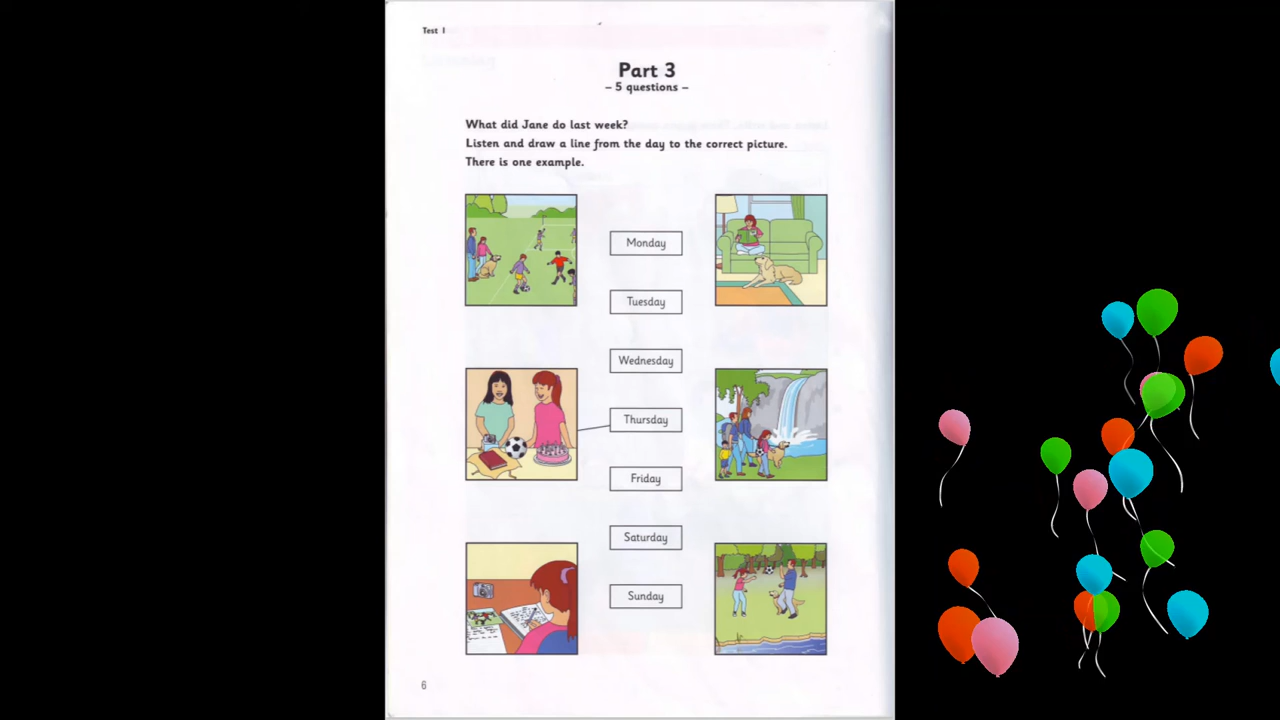 Test 1
Part 3
– 5 questions –
What did Jane do last week?
Listen and draw a line from the day to the correct picture.
There is one example.
Monday
Tuesday
Wednesday
Thursday
Friday
Saturday
Sunday
6